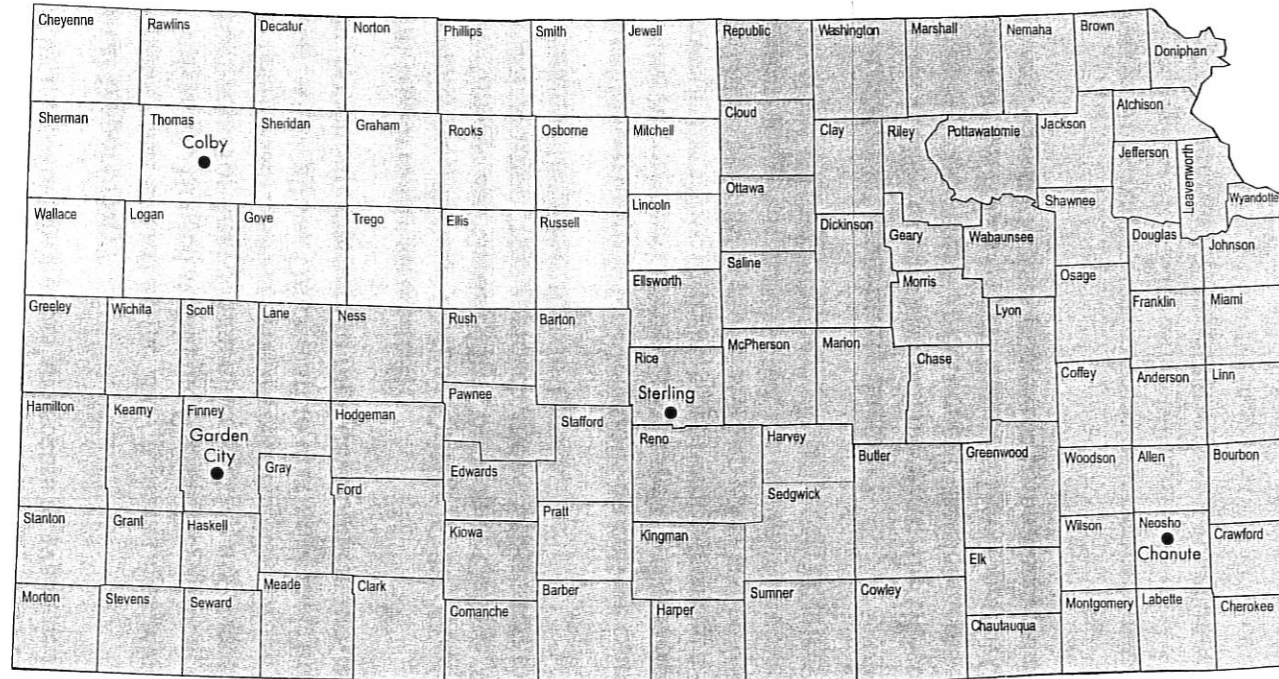 Cheyenne
Rawlins
Decatur
Norton
Phillips
Smith
Jewell
Republic
Washington
Marshall
Nemaha
Brown
Doniphan
Sherman
Thomas
Colby
Sheridan
Graham
Rooks
Osborne
Mitchell
Cloud
Clay
Riley
Pottawatomie
Jackson
Atchison
Jefferson
Leavenworth
Wyandotte
Wallace
Logan
Gove
Trego
Ellis
Russell
Lincoln
Ottawa
Dickinson
Geary
Wabaunsee
Shawnee
Douglas
Johnson
Ellsworth
Saline
Morris
Lyon
Osage
Franklin
Miami
Greeley
Wichita
Scott
Lane
Ness
Rush
Barton
Rice
Sterling
McPherson
Marion
Chase
Coffey
Anderson
Linn
Hamilton
Kearny
Finney
Garden
City
Hodgeman
Pawnee
Stafford
Reno
Harvey
Butler
Greenwood
Woodson
Allen
Bourbon
Gray
Ford
Edwards
Sedgwick
Stanton
Grant
Haskell
Kiowa
Pratt
Kingman
Elk
Wilson
Neosho
Chanute
Crawford
Morton
Stevens
Seward
Meade
Clark
Comanche
Barber
Harper
Sumner
Cowley
Chautauqua
Montgomery
Labette
Cherokee